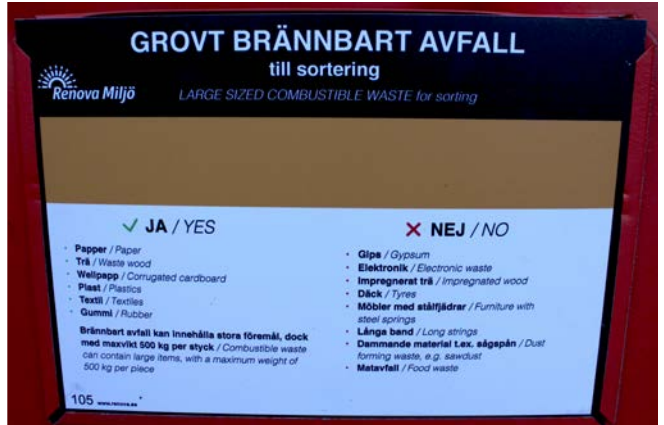 GROVT BRÄNNBART AVFALL
till sortering
Renova Miljö
LARGE SIZED COMBUSTIBLE WASTE for sorting
JA / YES
· Papper / Paper
· Trä / Waste wood
· Wellpapp / Corrugated cardboard
· Plast / Plastics
· Textil / Textiles
· Gummi / Rubber
Brännbart avfall kan innehålla stora föremål, dock
med maxvikt 500 kg per styck / Combustible waste
can contain large items, with a maximum weight of
500 kg per piece
NEJ / NO
· Gips / Gypsum
· Elektronik / Electronic waste
· Impregnerat trä / Impregnated wood
· Däck / Tyres
· Möbler med stålfjädrar / Furniture with
steel springs
· Långa band / Long strings
· Dammande material t.ex. sågspån / Dust
forming waste, e.g. sawdust
· Matavfall / Food waste
105 www.renova.se